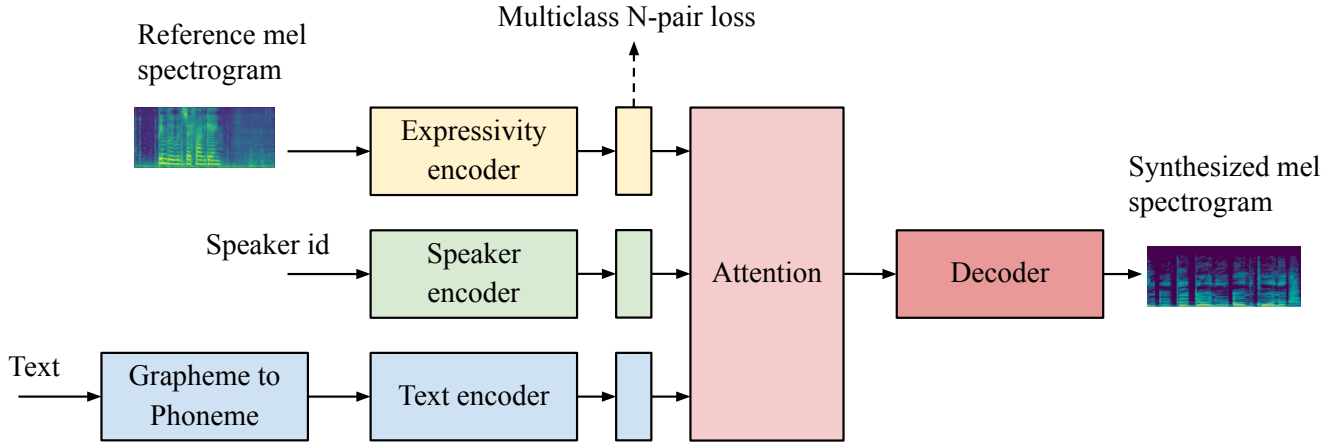 Multiclass N-pair loss
Reference mel
spectrogram
Expressivity
encoder
Speaker id
Speaker
encoder
Text
Grapheme to
Phoneme
Text encoder
Attention
Decoder
Synthesized mel
spectrogram